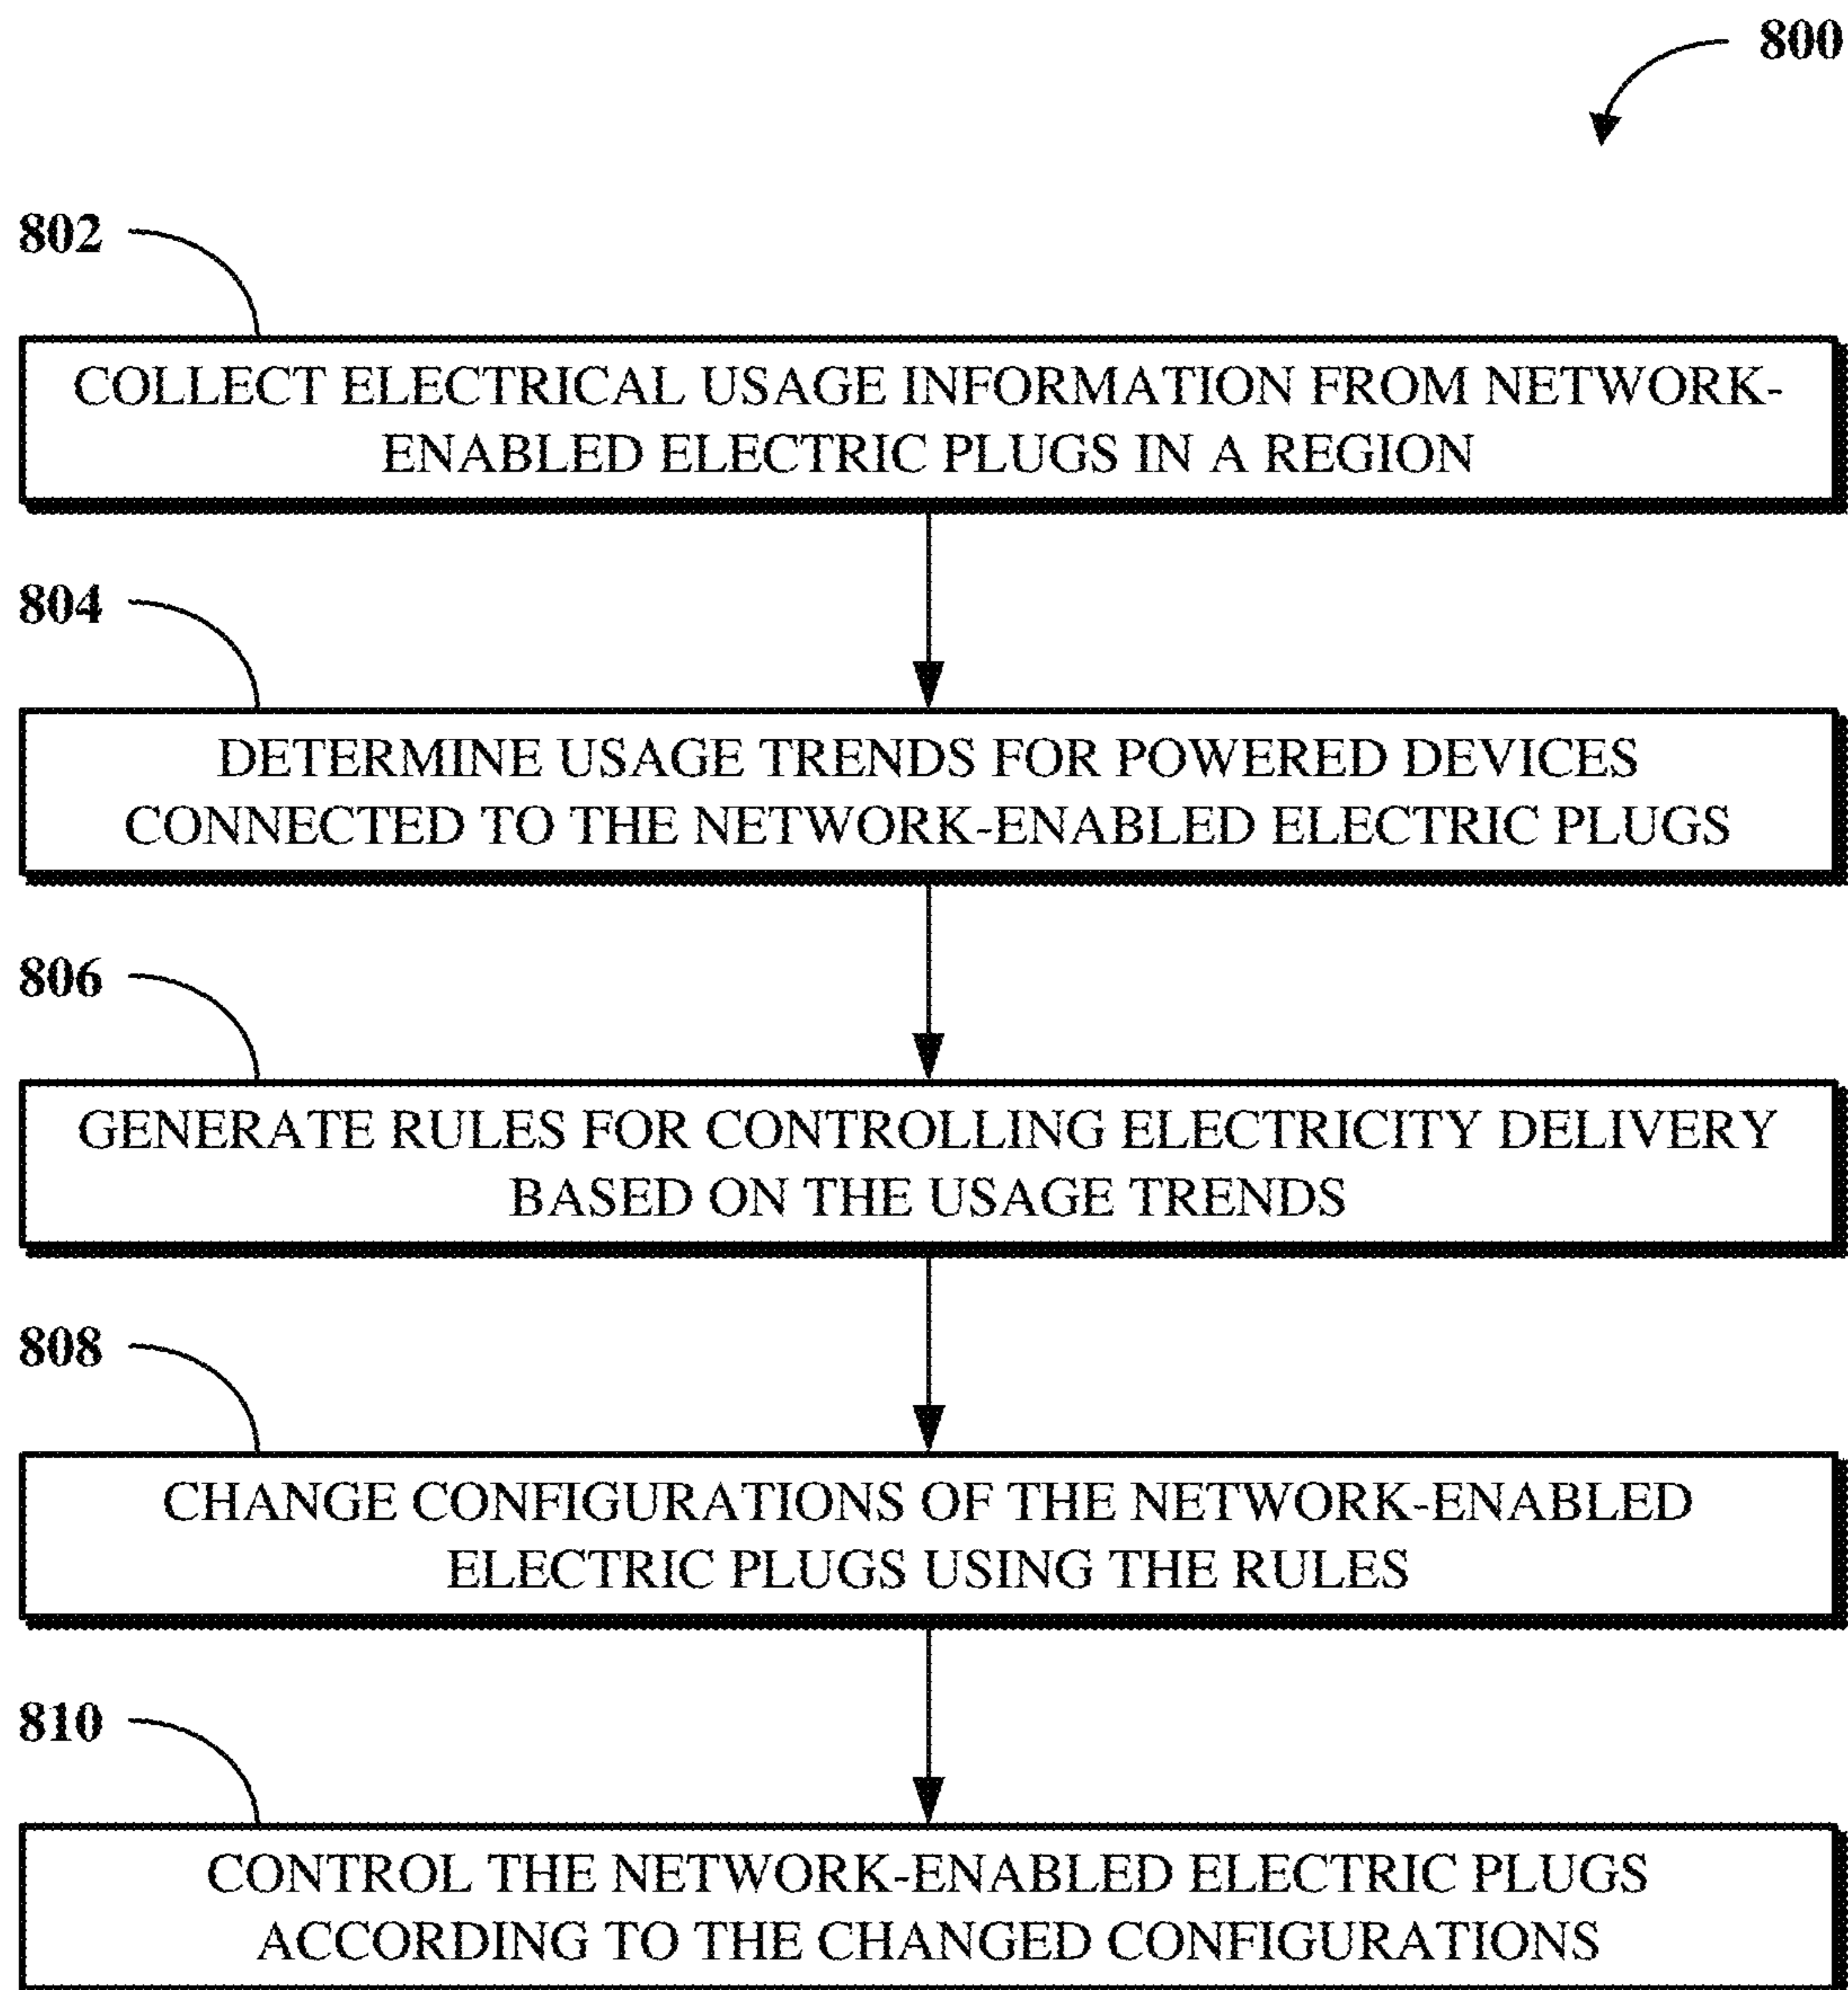 800
802
COLLECT ELECTRICAL USAGE INFORMATION FROM NETWORK-
ENABLED ELECTRIC PLUGS IN A REGION
804
DETERMINE USAGE TRENDS FOR POWERED DEVICES
CONNECTED TO THE NETWORK-ENABLED ELECTRIC PLUGS
806
GENERATE RULES FOR CONTROLLING ELECTRICITY DELIVERY
BASED ON THE USAGE TRENDS
808
CHANGE CONFIGURATIONS OF THE NETWORK-ENABLED
ELECTRIC PLUGS USING THE RULES
810
CONTROL THE NETWORK-ENABLED ELECTRIC PLUGS
ACCORDING TO THE CHANGED CONFIGURATIONS